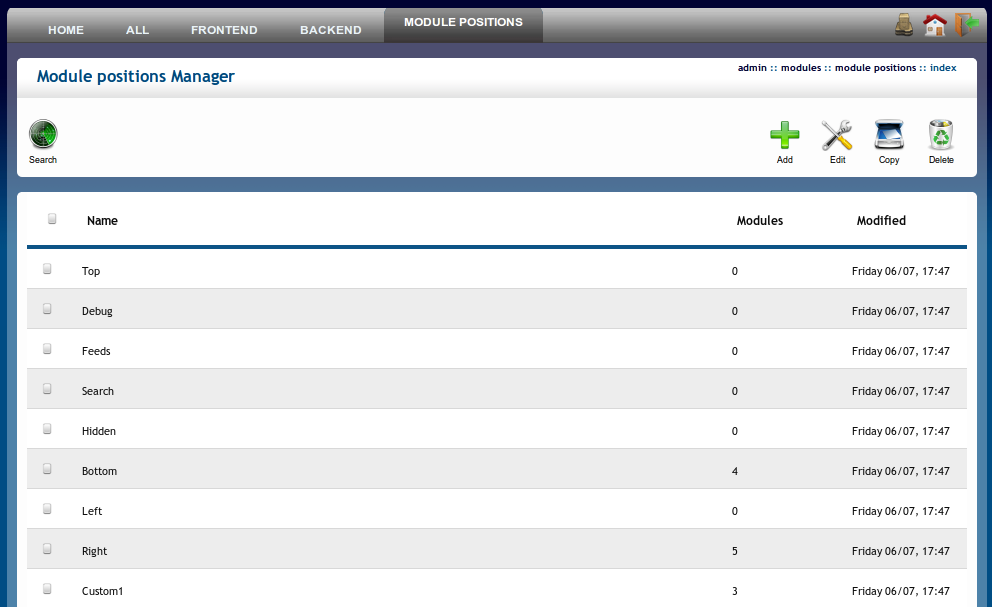 HOME ALL FRONTEND BACKEND MODULE POSITIONS
Module positions Manager admin :: modules :: module positions :: index
Search Add Edit Copy Delete
Name Modules Modified
Top 0 Friday 06/07, 17:47
Debug 0 Friday 06/07, 17:47
Feeds 0 Friday 06/07, 17:47
Search 0 Friday 06/07, 17:47
Hidden 0 Friday 06/07, 17:47
Bottom 4 Friday 06/07, 17:47
Left 0 Friday 06/07, 17:47
Right 5 Friday 06/07, 17:47
Custom1 3 Friday 06/07, 17:47